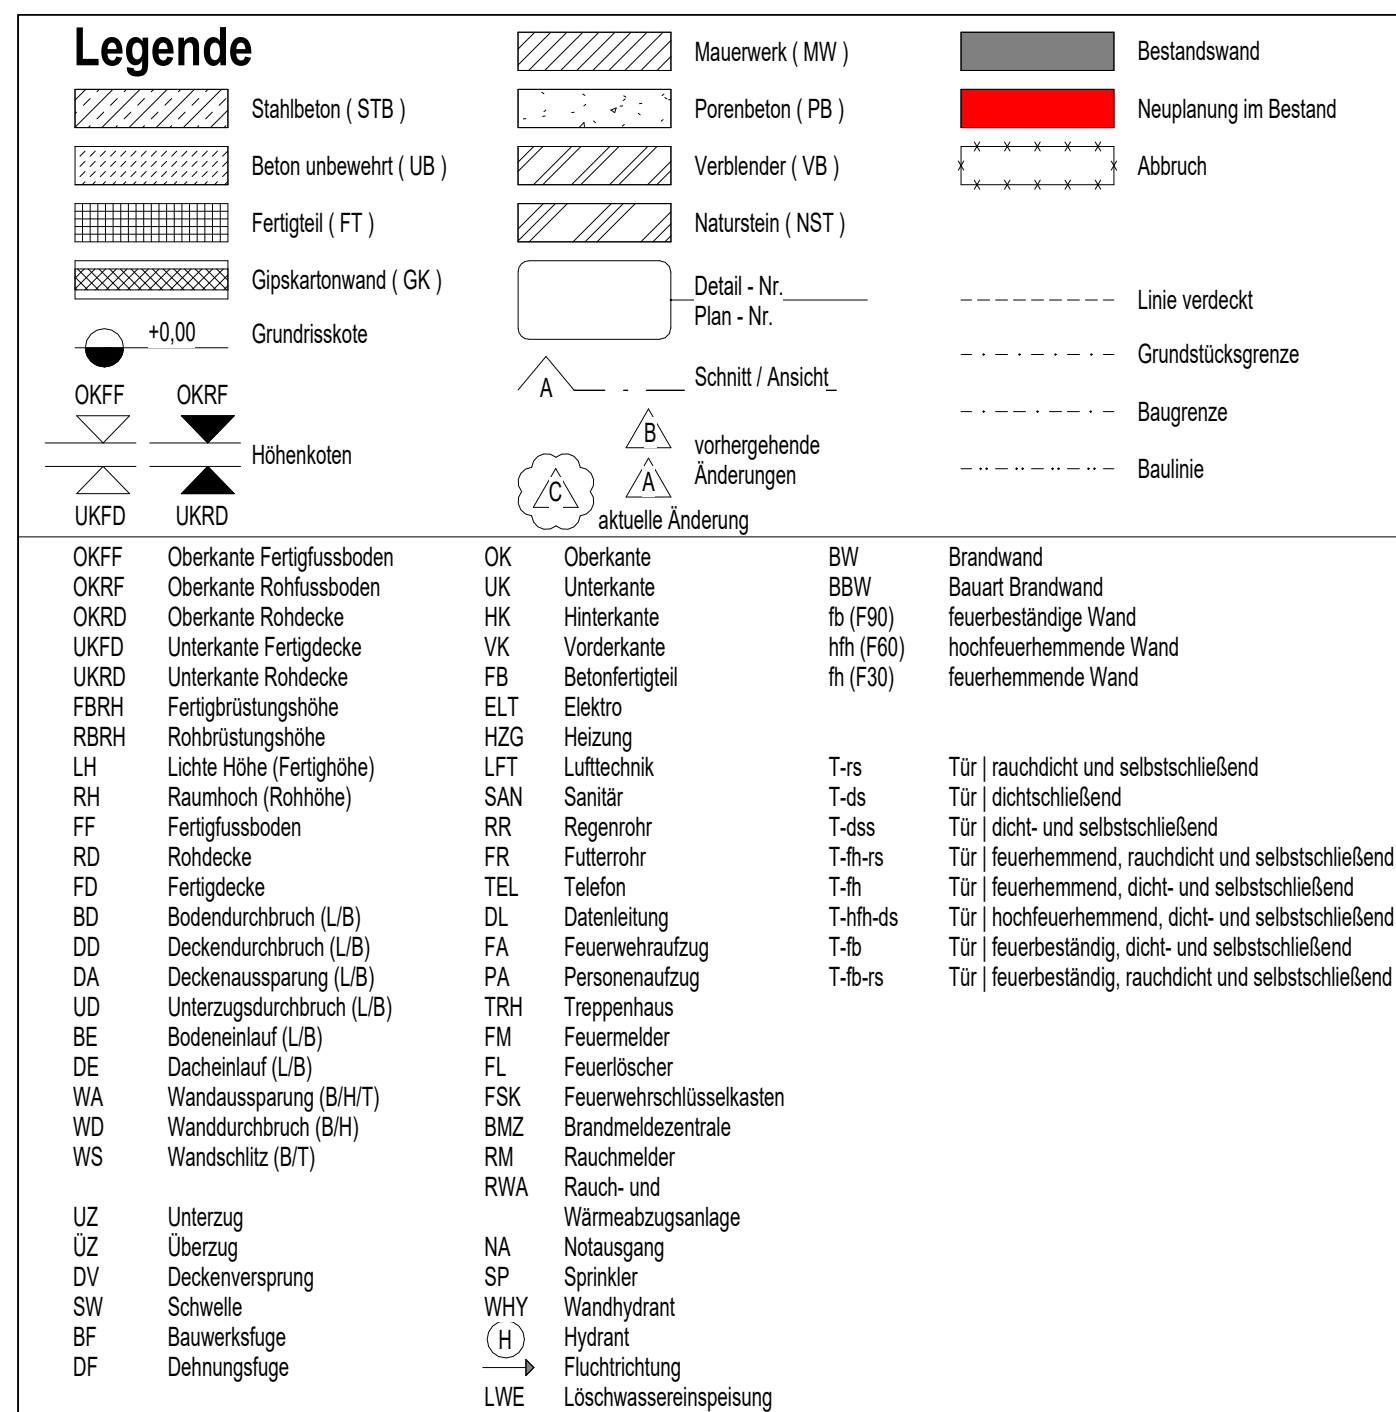 Legende
Stahlbeton ( STB )
Beton unbewehrt ( UB )
Fertigteil ( FT )
Gipskartonwand ( GK )
+0,00
Grundrisskote
OKFF OKRF
Höhenkoten
UKFD UKRD
Mauerwerk ( MW )
Porenbeton ( PB )
Verblender ( VB )
Naturstein ( NST )
Detail - Nr.
Plan - Nr.
A
Schnitt / Ansicht
B
vorhergehende
Änderungen
A
C
aktuelle Änderung
Bestandswand
Neuplanung im Bestand
Abbruch
Linie verdeckt
Grundstücksgrenze
Baugrenze
Baulinie
OKFF Oberkante Fertigfussboden
OKRF Oberkante Rohfussboden
OKRD Oberkante Rohdecke
UKFD Unterkante Fertigdecke
UKRD Unterkante Rohdecke
FBRH Fertigbrüstungshöhe
RBRH Rohbrüstungshöhe
LH Lichte Höhe (Fertighöhe)
RH Raumhoch (Rohhöhe)
FF Fertigfussboden
RD Rohdecke
FD Fertigdecke
BD Bodendurchbruch (L/B)
DD Deckendurchbruch (L/B)
DA Deckenaussparung (L/B)
UD Unterzugsdurchbruch (L/B)
BE Bodeneinlauf (L/B)
DE Dacheinlauf (L/B)
WA Wandaussparung (B/H/T)
WD Wanddurchbruch (B/H)
WS Wandschlitz (B/T)
UZ Unterzug
ÜZ Überzug
DV Deckenversprung
SW Schwelle
BF Bauwerksfuge
DF Dehnungsfuge
OK Oberkante
UK Unterkante
HK Hinterkante
VK Vorderkante
FB Betonfertigteil
ELT Elektro
HZG Heizung
LFT Lufttechnik
SAN Sanitär
RR Regenrohr
FR Futterrohr
TEL Telefon
DL Datenleitung
FA Feuerwehraufzug
PA Personenaufzug
TRH Treppenhaus
FM Feuermelder
FL Feuerlöscher
FSK Feuerwehrschlüsselkasten
BMZ Brandmeldezentrale
RM Rauchmelder
RWA Rauch- und
Wärmeabzugsanlage
NA Notausgang
SP Sprinkler
WHY Wandhydrant
H Hydrant
Fluchtrichtung
LWE Löschwassereinspeisung
BW Brandwand
BBW Bauart Brandwand
fb (F90) feuerbeständige Wand
hfh (F60) hochfeuerhemmende Wand
fh (F30) feuerhemmende Wand
T-rs Tür | rauchdicht und selbstschließend
T-ds Tür | dichtschließend
T-dss Tür | dicht- und selbstschließend
T-fh-rs Tür | feuerhemmend, rauchdicht und selbstschließend
T-fh Tür | feuerhemmend, dicht- und selbstschließend
T-hfh-ds Tür | hochfeuerhemmend, dicht- und selbstschließend
T-fb Tür | feuerbeständig, dicht- und selbstschließend
T-fb-rs Tür | feuerbeständig, rauchdicht und selbstschließend